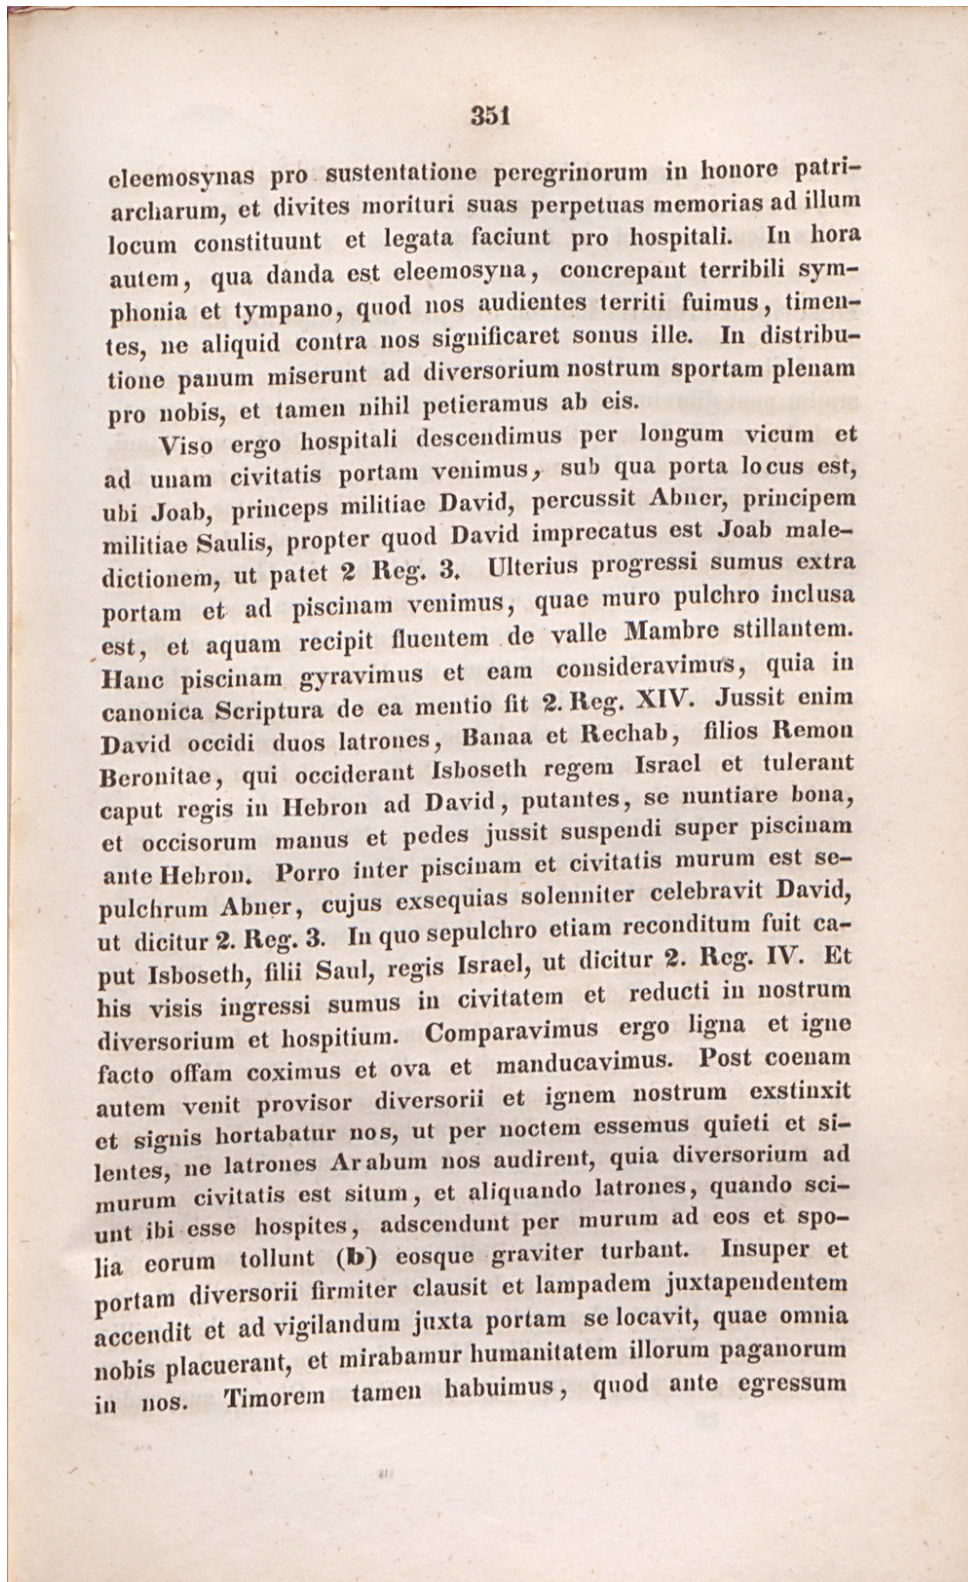 351
eleemosynas pro sustentatione peregrinorum in honore patri-
archarum, et divites morituri suas perpetuas memorias ad illum
locum constituunt et legata faciunt pro hospitali. In hora
autem, qua danda est eleemosyna, concrepant terribili sym-
phonia et tympano, quod nos audientes territi fuimus, timen-
tes, ne aliquid contra nos significaret sonus ille. In distribu-
tione panum miserunt ad diversorium nostrum sportam plenam
pro nobis, et tamen nihil petieramus ab eis.
Viso ergo hospitali descendimus per longum vicum et
ad unam civitatis portam venimus, sub qua porta locus est,
ubi Joab, princeps militiae David, percussit Abner, principem
militiae Saulis, propter quod David imprecatus est Joab male-
dictionem, ut patet 2 Reg. 3. Ulterius progressi sumus extra
portam et ad piscinam venimus, quae muro pulchro inclusa
est, et aquam recipit fluentem de valle Mambre stillantem.
Hanc piscinam gyravimus et eam consideravimus, quia in
canonica Scriptura de ea mentio fit 2. Reg. XIV. Jussit enim
David occidi duos latrones, Banaa et Rechab, filios Remon
Beronitae, qui occiderant Isboseth regem Israel et tulerant
caput regis in Hebron ad David, putantes, se nuntiare bona,
et occisorum manus et pedes jussit suspendi super piscinam
ante Hebron. Porro inter piscinam et civitatis murum est se-
pulchrum Abner, cujus exsequias solenniter celebravit David,
ut dicitur 2. Reg. 3. In quo sepulchro etiam reconditum fuit ca-
put Isboseth, filii Saul, regis Israel, ut dicitur 2. Reg. IV. Et
his visis ingressi sumus in civitatem et reducti in nostrum
diversorium et hospitium. Comparavimus ergo ligna et igne
facto offam coximus et ova et manducavimus. Post coenam
autem venit provisor diversorii et ignem nostrum exstinxit
et signis hortabatur nos, ut per noctem essemus quieti et si-
lentes, ne latrones Arabum nos audirent, quia diversorium ad
murum civitatis est situm, et aliquando latrones, quando sci-
unt ibi esse hospites, adscendunt per murum ad eos et spo-
lia eorum tollunt (b) eosque graviter turbant. Insuper et
portam diversorii firmiter clausit et lampadem juxtapendentem
accendit et ad vigilandum juxta portam se locavit, quae omnia
nobis placuerant, et mirabamur humanitatem illorum paganorum
in nos. Timorem tamen habuimus, quod ante egressum